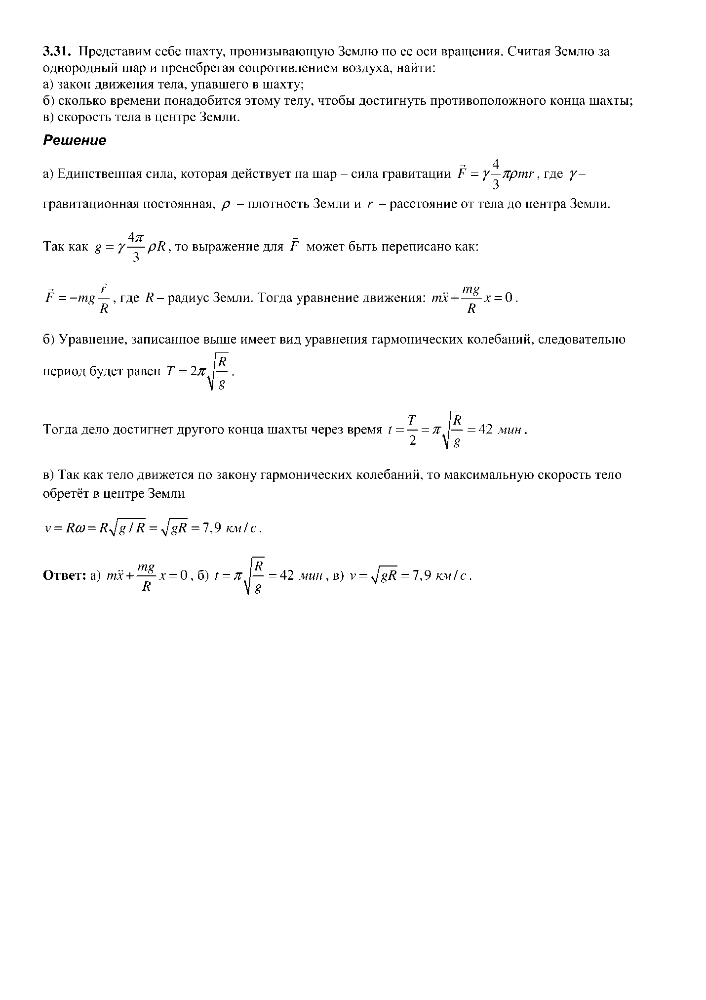 3.31. Представим себе шахту, пронизывающую Землю по ее оси вращения. Считая Землю за
однородный шар и пренебрегая сопротивлением воздуха, найти:
а) закон движения тела, упавшего в шахту;
б) сколько времени понадобится этому телу, чтобы достигнуть противоположного конца шахты;
в) скорость тела в центре Земли.
Решение
а) Единственная сила, которая действует на шар – сила гравитации $\vec{F} = \gamma \frac{4}{3} \pi \rho m r$, где $\gamma$ –
гравитационная постоянная, $\rho$ – плотность Земли и $r$ – расстояние от тела до центра Земли.
Так как $g = \gamma \frac{4\pi}{3} \rho R$, то выражение для $\vec{F}$ может быть переписано как:
$\vec{F} = -mg \frac{\vec{r}}{R}$, где $R$ – радиус Земли. Тогда уравнение движения: $m\ddot{x} + \frac{mg}{R} x = 0$.
б) Уравнение, записанное выше имеет вид уравнения гармонических колебаний, следовательно
период будет равен $T = 2\pi \sqrt{\frac{R}{g}}$.
Тогда дело достигнет другого конца шахты через время $t = \frac{T}{2} = \pi \sqrt{\frac{R}{g}} = 42$ мин.
в) Так как тело движется по закону гармонических колебаний, то максимальную скорость тело
обретёт в центре Земли
$v = R\omega = R\sqrt{g/R} = \sqrt{gR} = 7,9$ км/с.
Ответ: а) $m\ddot{x} + \frac{mg}{R} x = 0$, б) $t = \pi \sqrt{\frac{R}{g}} = 42$ мин, в) $v = \sqrt{gR} = 7,9$ км/с.